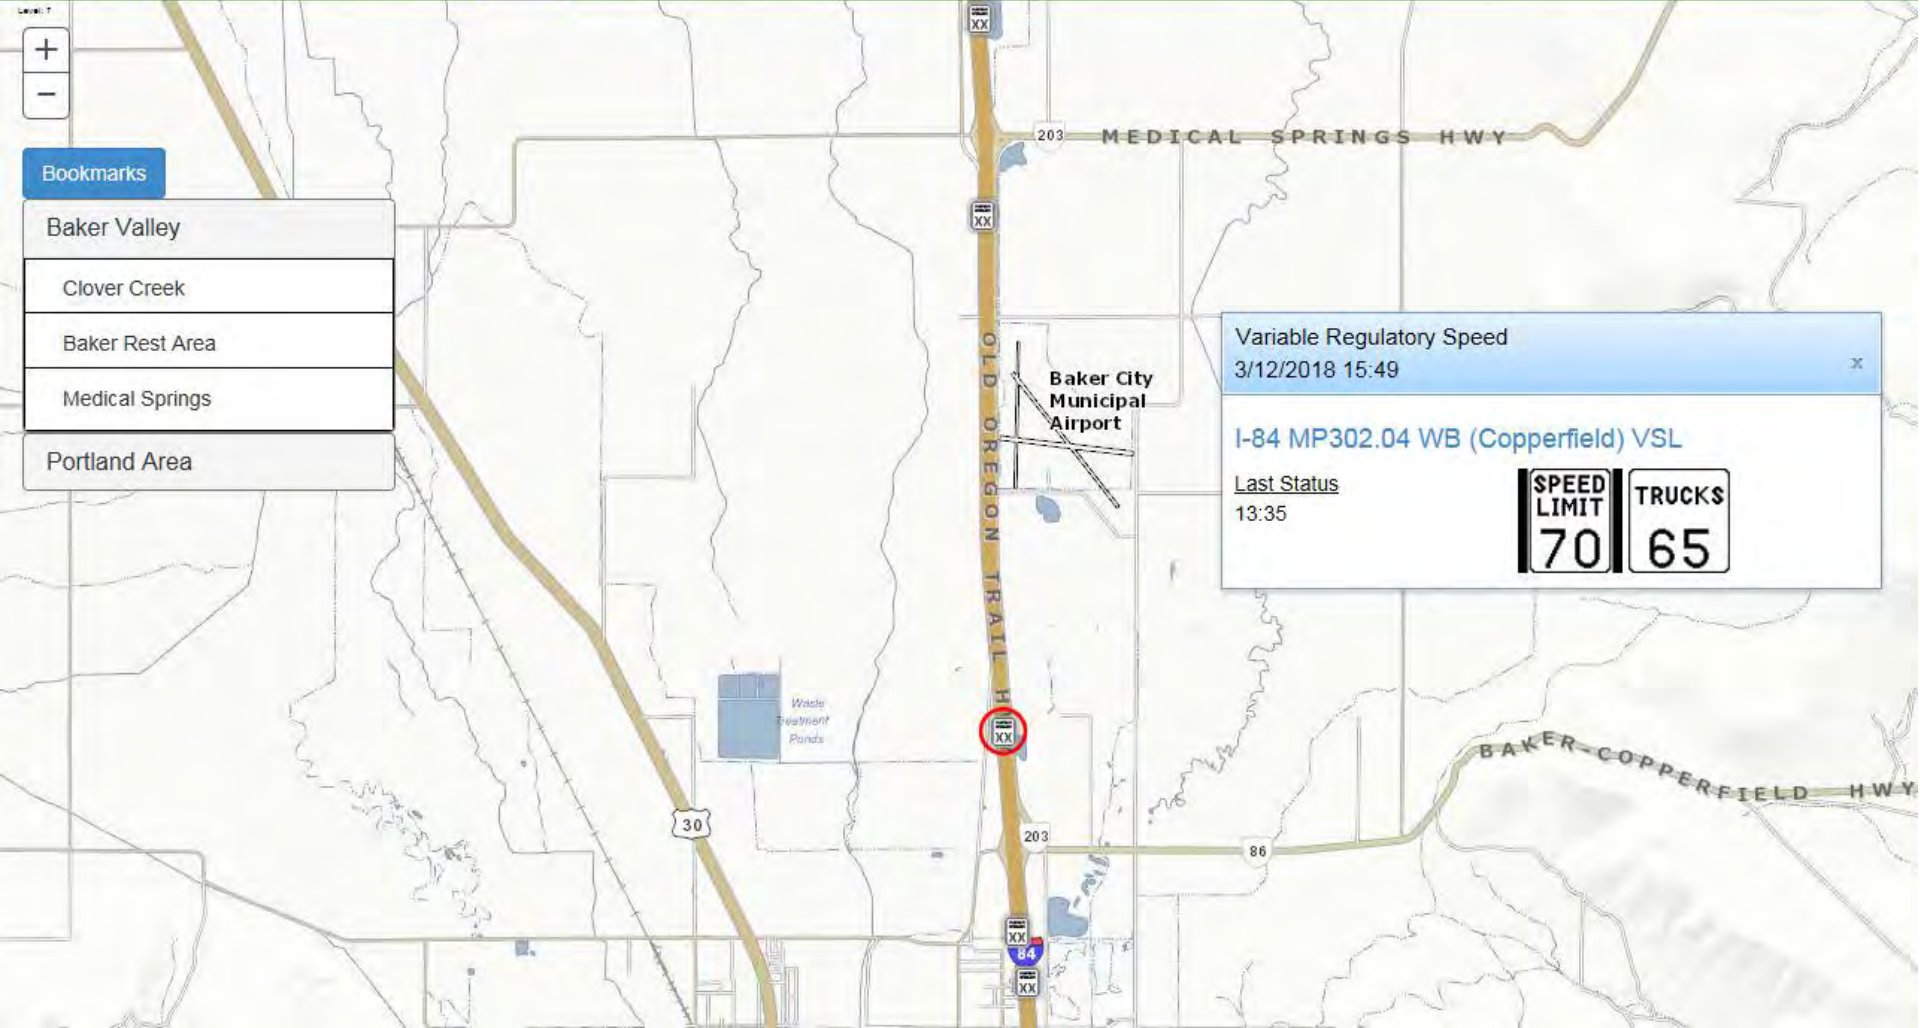 Level: 7
+
−
Bookmarks
Baker Valley
Clover Creek
Baker Rest Area
Medical Springs
Portland Area
XX
203
MEDICAL SPRINGS HWY
XX
OLD OREGON TRAIL H
Baker City
Municipal
Airport
Variable Regulatory Speed
3/12/2018 15:49
x
I-84 MP302.04 WB (Copperfield) VSL
Last Status
13:35
SPEED
LIMIT
70
TRUCKS
65
Waste
Treatment
Ponds
XX
BAKER-COPPERFIELD HWY
30
203
86
XX
84
XX